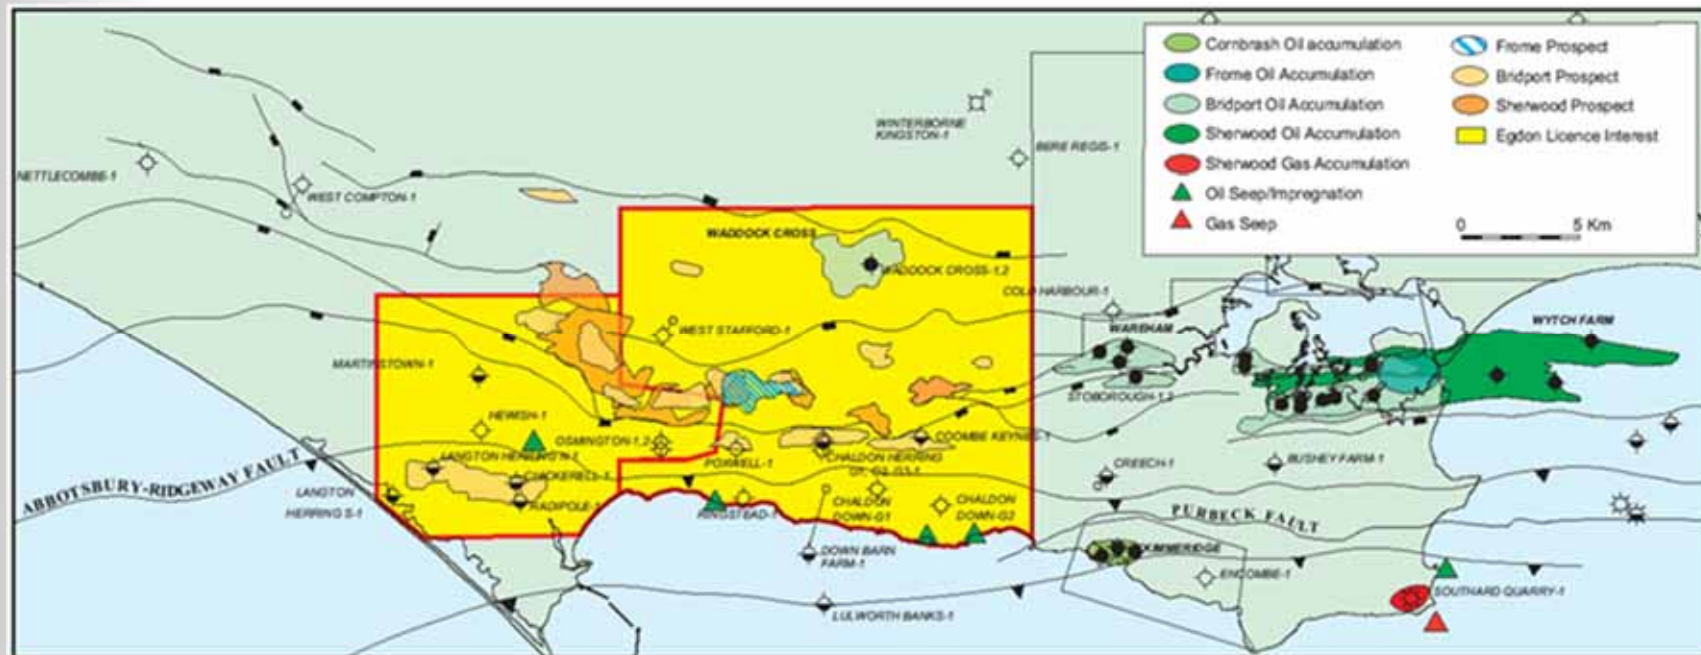 Cornbrash Oil accumulation
Frome Oil Accumulation
Bridport Oil Accumulation
Sherwood Oil Accumulation
Sherwood Gas Accumulation
Oil Seep/Impregnation
Gas Seep
Frome Prospect
Bridport Prospect
Sherwood Prospect
Egdon Licence Interest
0 5 Km
WINTERBORNE
KINGSTON-1
BERE REGIS-1
NETTLECOMBE-1
WEST COMPTON-1
WADDOCK CROSS
WADDOCK CROSS-1,2
COLD HARBOUR-1
WEST STAFFORD-1
WAREHAM
WYTCH FARM
MARTINSTOWN-1
STOBOROUGH-1,2
HEWISH-1
OSMINGTON-1,2
COOMBE KEYNES-1
LANGTON HERRING N-1
POXWELL-1
CHALDON HERRING
G1, G2, G3,-1
CREECH-1
BUSHEY FARM-1
ABBOTSBURY-RIDGEWAY FAULT
CHICKERELL-1
LANGTON
HERRING S-1
RADIPOLE-1
RINGSTEAD-1
CHALDON
DOWN-G1
CHALDON
DOWN-G2
PURBECK FAULT
DOWN BARN
FARM-1
KIMMERIDGE
ENCOMBE-1
SOUTHARD QUARRY-1
LULWORTH BANKS-1